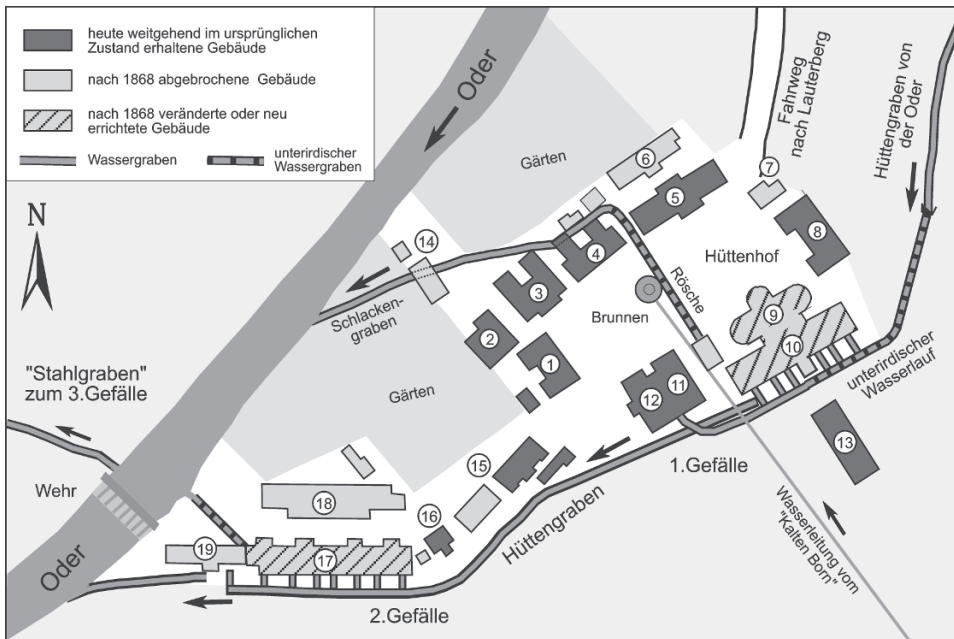 heute weitgehend im ursprünglichen
Zustand erhaltene Gebäude
nach 1868 abgebrochene Gebäude
nach 1868 veränderte oder neu
errichtete Gebäude
Wassergraben
unterirdischer
Wassergraben
N
Oder
Gärten
Fahrweg
nach Lauterberg
Hüttengraben von
der Oder
6
7
5
8
14
4
Hüttenhof
3
Rösche
Schlacken-
graben
Brunnen
9
2
10
1
unterirdischer
Wasserlauf
"Stahlgraben"
zum 3.Gefälle
Gärten
11
12
13
1.Gefälle
15
Wehr
18
16
Hüttengraben
Wasserleitung vom
"Kalten Born"
19
17
Oder
2.Gefälle